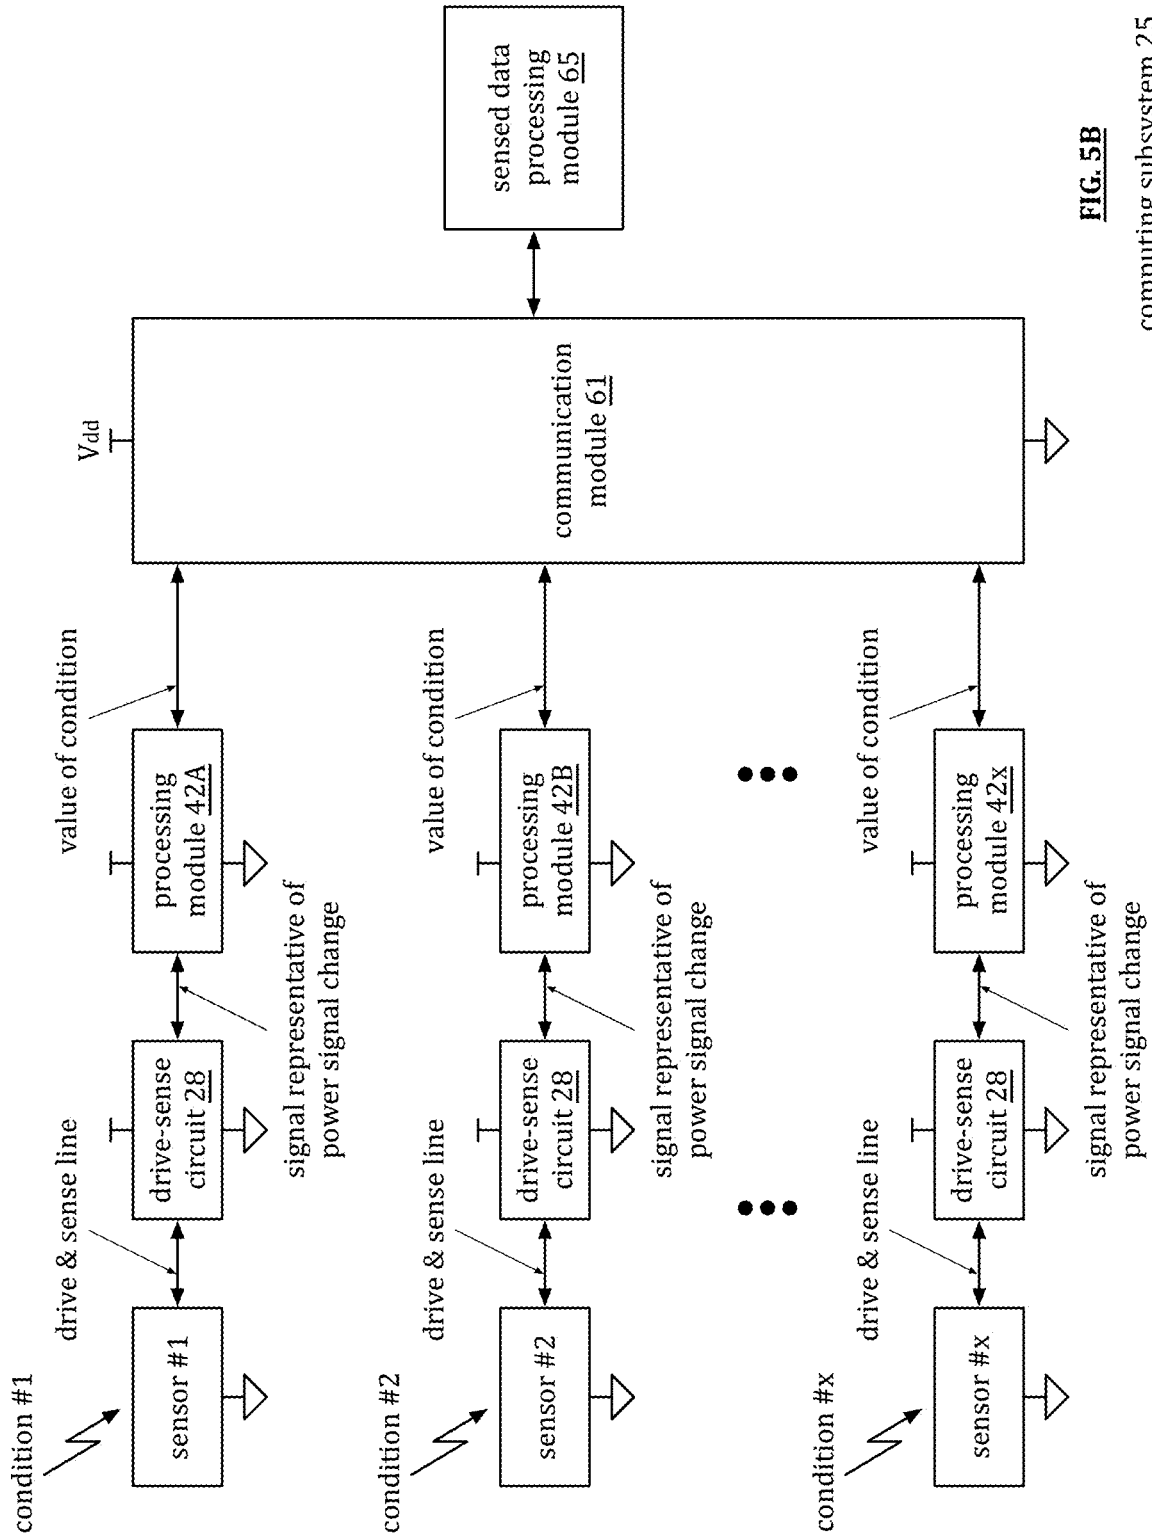 condition #1
sensor #1
drive & sense line
drive-sense
circuit 28
signal representative of
power signal change
processing
module 42A
value of condition
condition #2
sensor #2
drive & sense line
drive-sense
circuit 28
signal representative of
power signal change
processing
module 42B
value of condition
condition #x
sensor #x
drive & sense line
drive-sense
circuit 28
signal representative of
power signal change
processing
module 42x
value of condition
Vdd
communication
module 61
sensed data
processing
module 65
FIG. 5B
computing subsystem 25